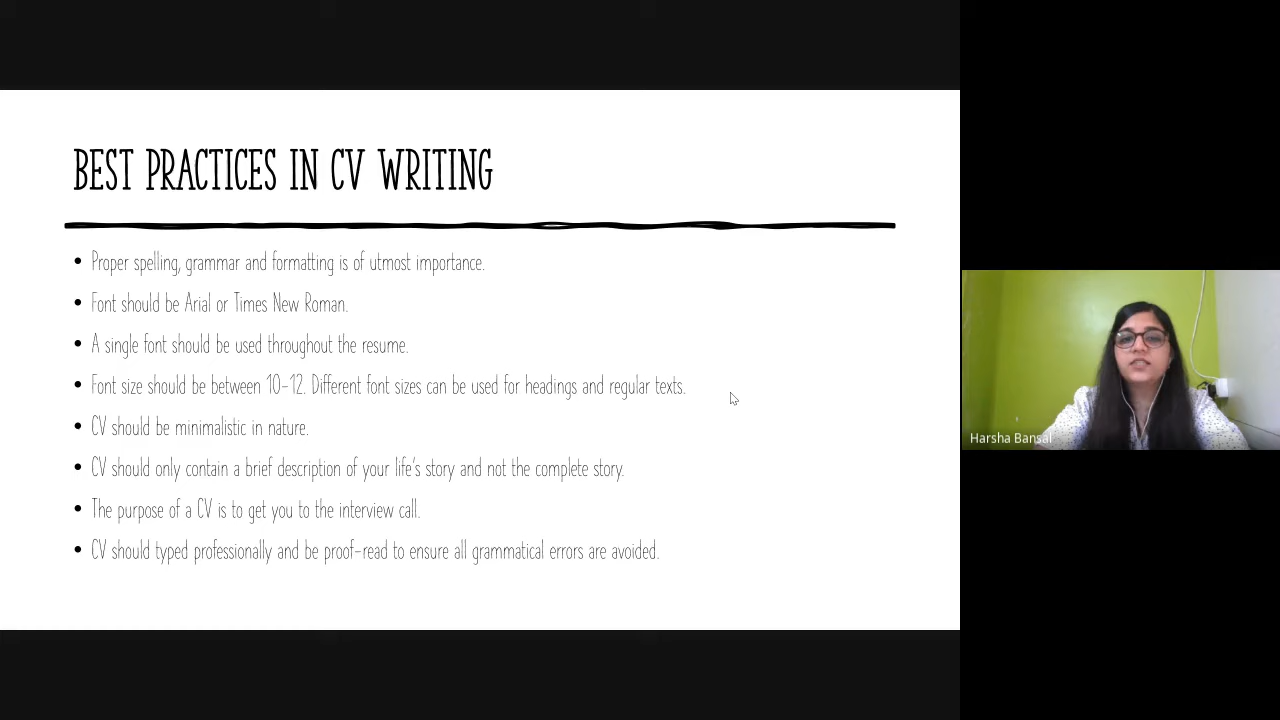 BEST PRACTICES IN CV WRITING
• Proper spelling, grammar and formatting is of utmost importance.
• Font should be Arial or Times New Roman.
• A single font should be used throughout the resume.
• Font size should be between 10-12. Different font sizes can be used for headings and regular texts.
• CV should be minimalistic in nature.
• CV should only contain a brief description of your life's story and not the complete story.
• The purpose of a CV is to get you to the interview call.
• CV should typed professionally and be proof-read to ensure all grammatical errors are avoided.
Harsha Bansal